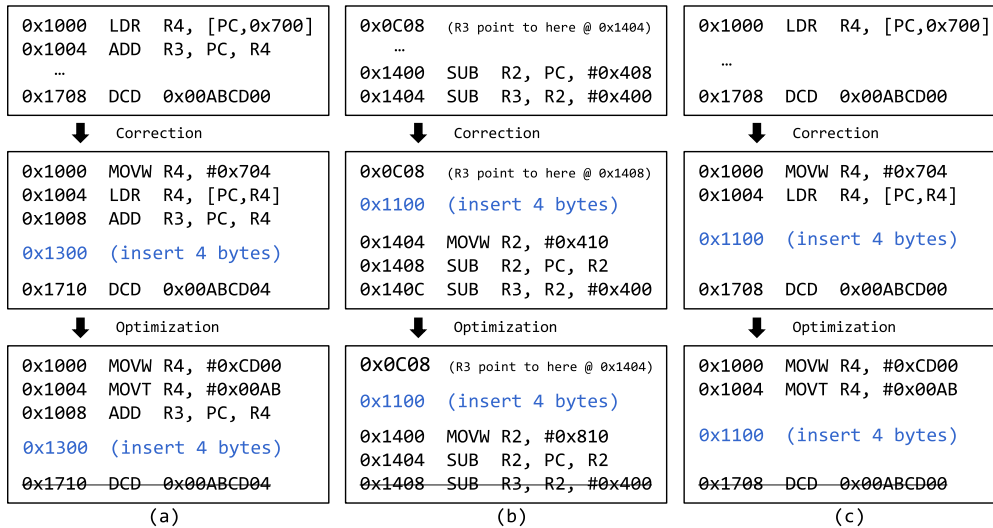 0x1000 LDR R4, [PC,0x700]
0x1004 ADD R3, PC, R4
…
0x1708 DCD 0x00ABCD00
Correction
0x1000 MOVW R4, #0x704
0x1004 LDR R4, [PC,R4]
0x1008 ADD R3, PC, R4
0x1300 (insert 4 bytes)
0x1710 DCD 0x00ABCD04
Optimization
0x1000 MOVW R4, #0xCD00
0x1004 MOVT R4, #0x00AB
0x1008 ADD R3, PC, R4
0x1300 (insert 4 bytes)
0x1710 DCD 0x00ABCD04
(a)
0x0C08 (R3 point to here @ 0x1404)
…
0x1400 SUB R2, PC, #0x408
0x1404 SUB R3, R2, #0x400
Correction
0x0C08 (R3 point to here @ 0x1408)
0x1100 (insert 4 bytes)
0x1404 MOVW R2, #0x410
0x1408 SUB R2, PC, R2
0x140C SUB R3, R2, #0x400
Optimization
0x0C08 (R3 point to here @ 0x1404)
0x1100 (insert 4 bytes)
0x1400 MOVW R2, #0x810
0x1404 SUB R2, PC, R2
0x1408 SUB R3, R2, #0x400
(b)
0x1000 LDR R4, [PC,0x700]
…
0x1708 DCD 0x00ABCD00
Correction
0x1000 MOVW R4, #0x704
0x1004 LDR R4, [PC,R4]
0x1100 (insert 4 bytes)
0x1708 DCD 0x00ABCD00
Optimization
0x1000 MOVW R4, #0xCD00
0x1004 MOVT R4, #0x00AB
0x1100 (insert 4 bytes)
0x1708 DCD 0x00ABCD00
(c)